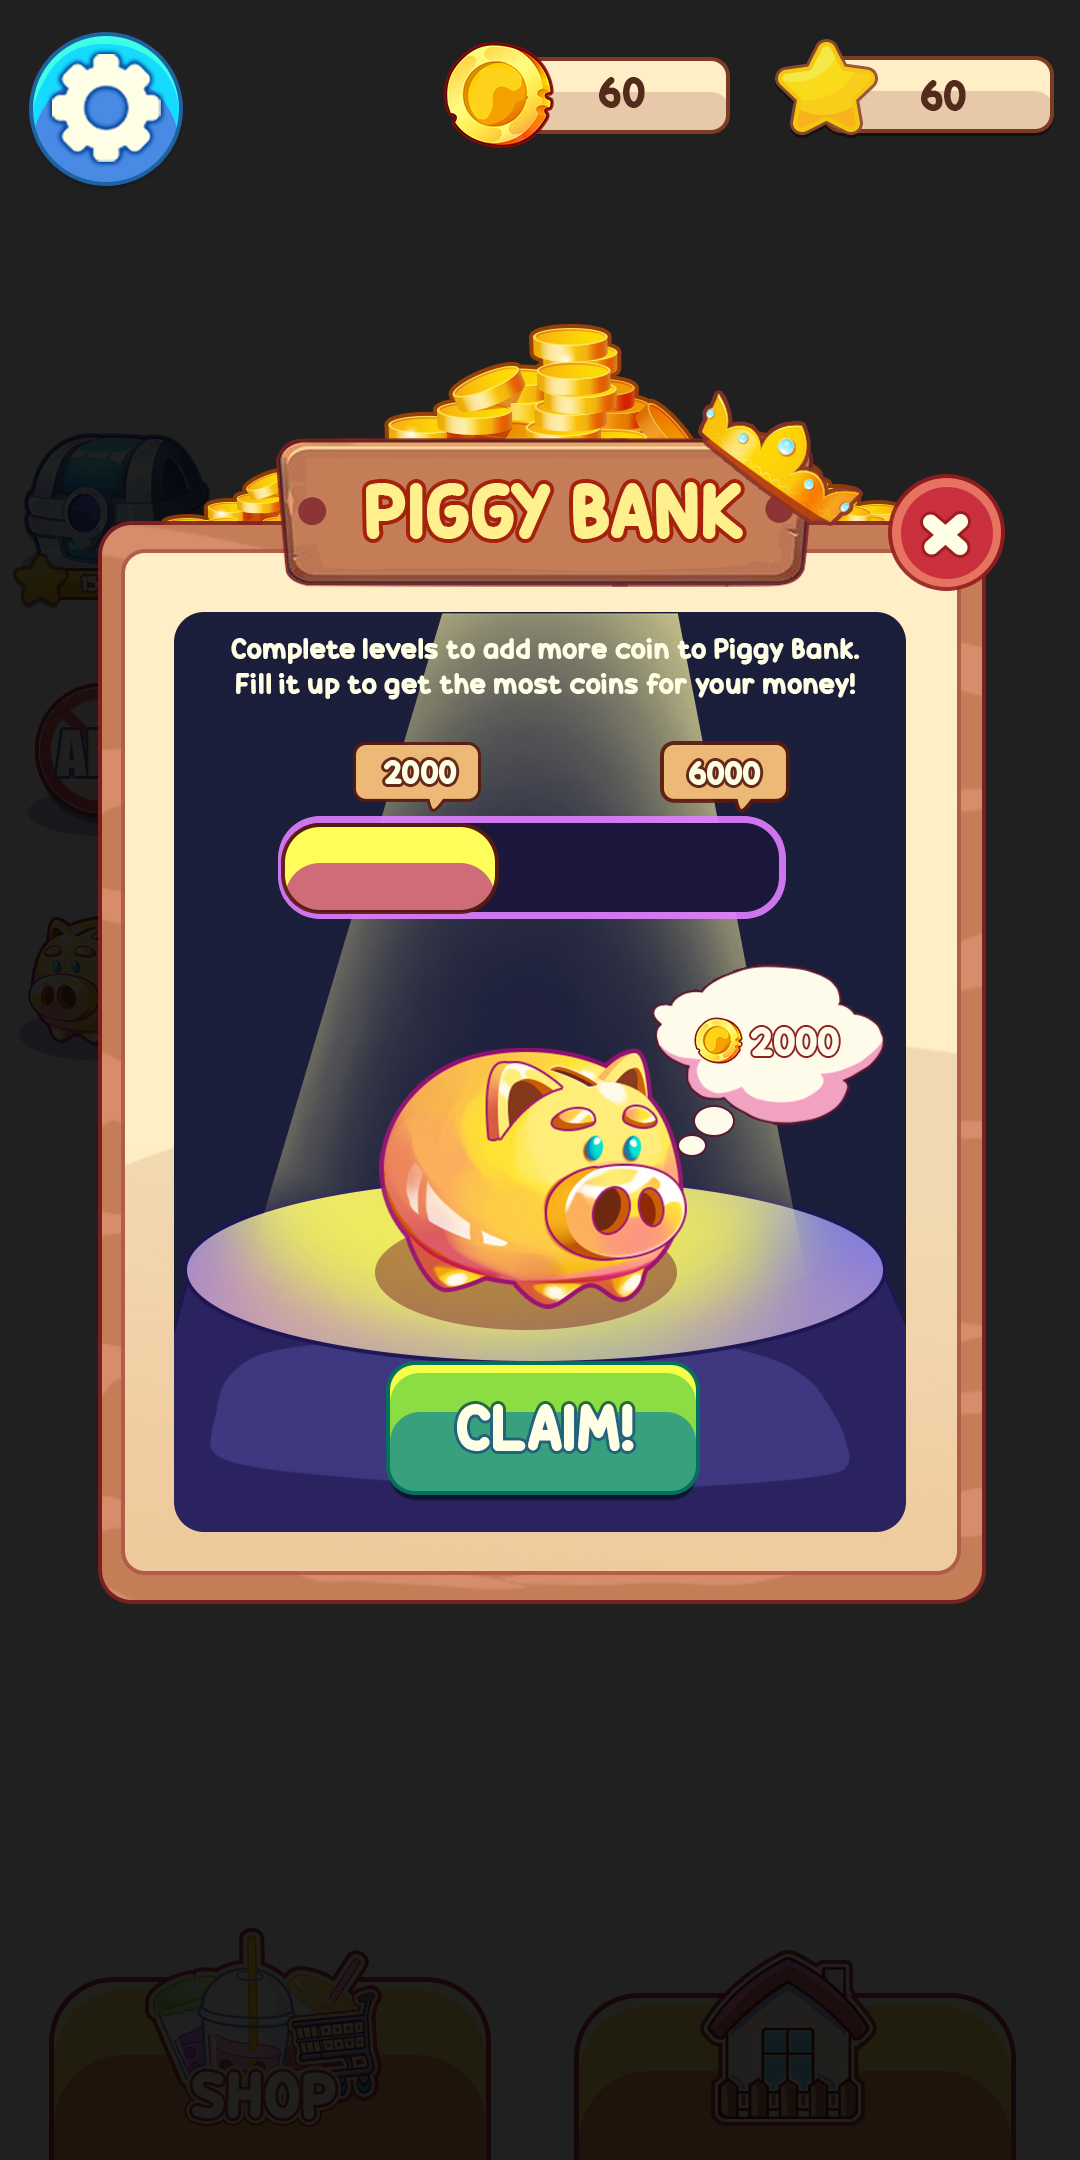 60
60
PIGGY BANK
Complete levels to add more coin to Piggy Bank.
Fill it up to get the most coins for your money!
2000
6000
2000
CLAIM!
SHOP